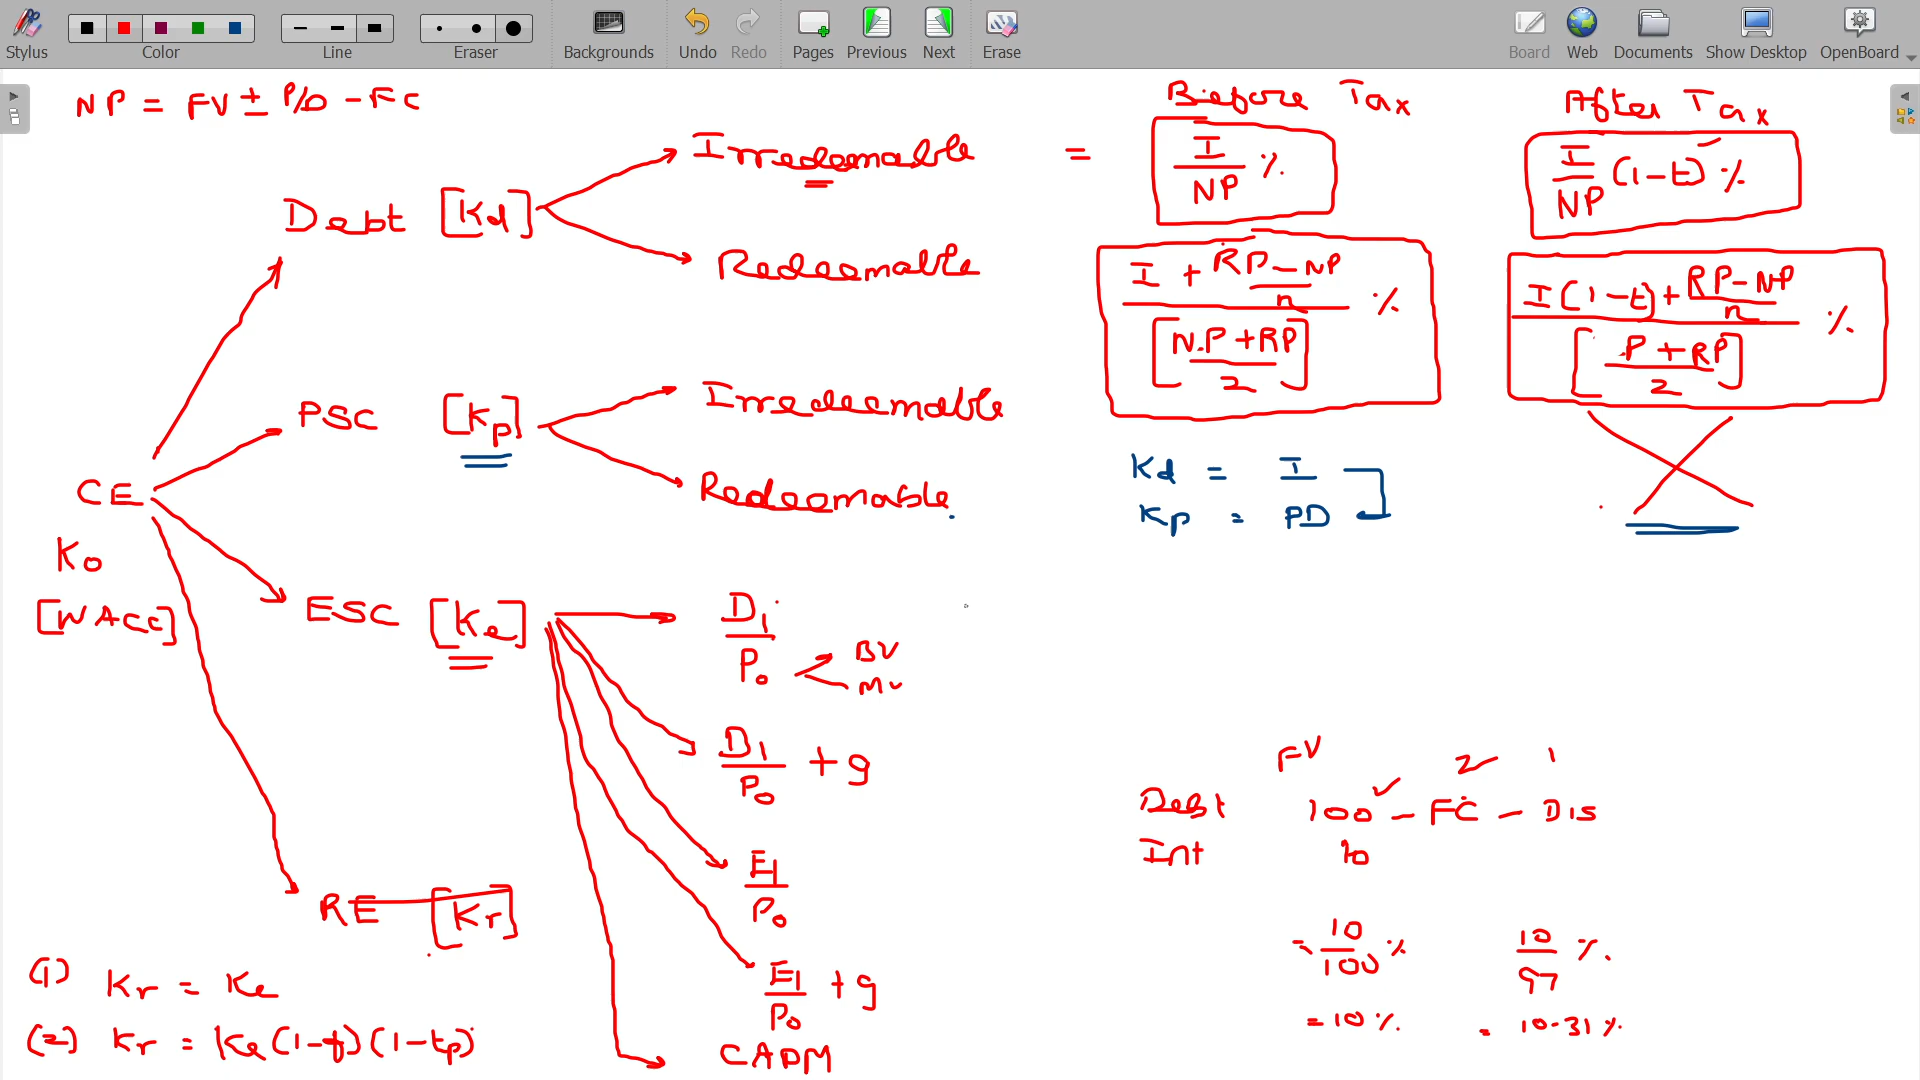 Stylus Color Line Eraser Backgrounds Undo Redo Pages Previous Next Erase Board Web Documents Show Desktop OpenBoard
NP = FV ± P/D - FC
Before Tax
After Tax
Debt [Kd]
Irredeemable = I/NP %
I/NP (1-t) %
Redeemable
I + RP-NP/n
[NP+RP/2] %
I(1-t) + RP-NP/n
[P+RP/2] %
PSC [Kp]
Irredeemable
Redeemable
Kd = I
Kp = PD
CE
Ko
[WACC]
ESC [Ke]
D1/P0
BV
MV
D1/P0 + g
E1/P0
E1/P0 + g
CAPM
RE [Kr]
(1) Kr = Ke
(2) Kr = Ke(1-f)(1-tp)
FV 2 1
Debt 100 - FC - DIS
Int 10
= 10/100 %
10/97 %
= 10%
= 10.31%